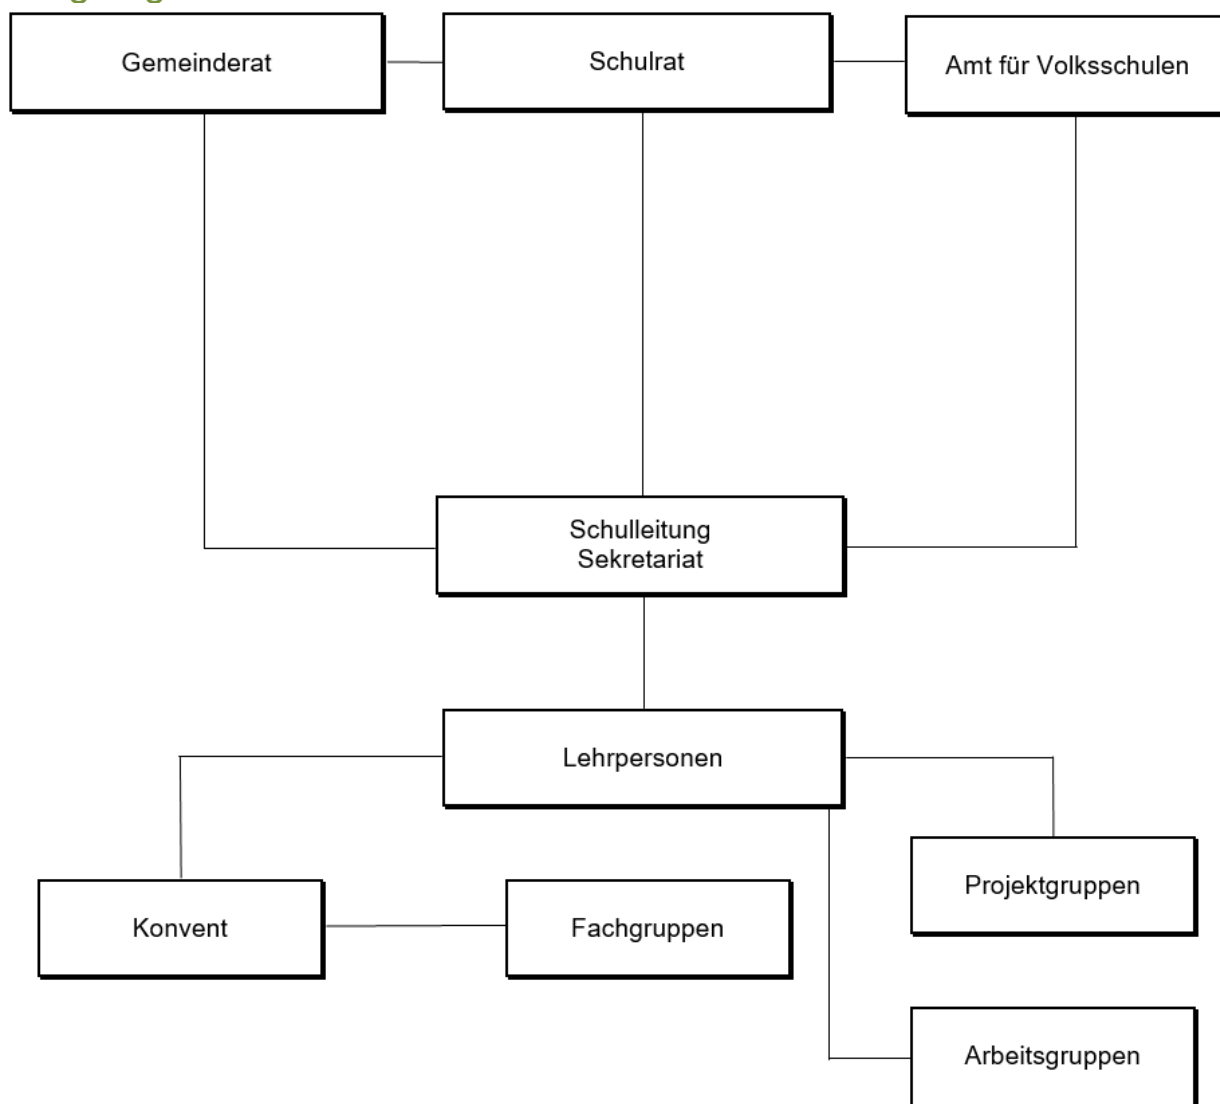 Gemeinderat
Schulrat
Amt für Volksschulen
Schulleitung
Sekretariat
Lehrpersonen
Projektgruppen
Konvent
Fachgruppen
Arbeitsgruppen